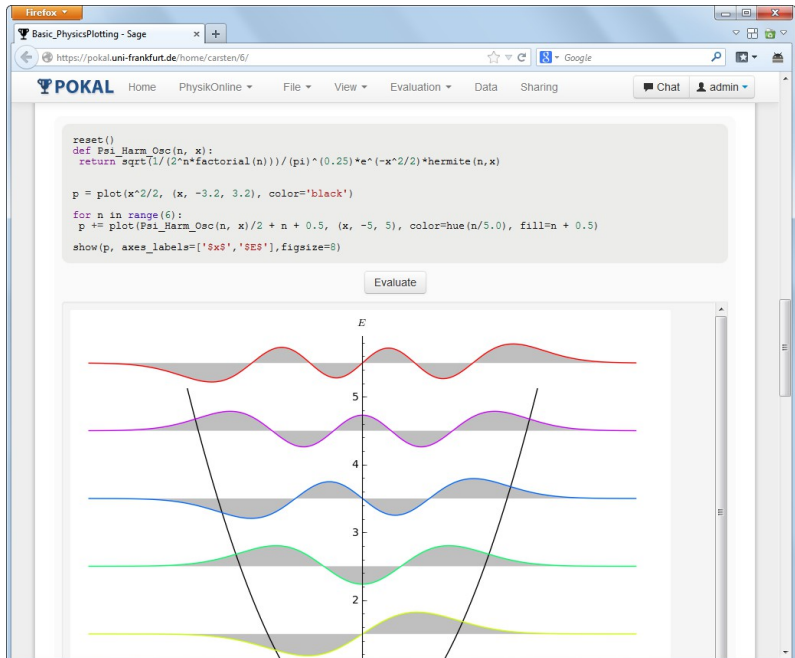 Firefox
Basic_PhysicsPlotting - Sage
https://pokal.uni-frankfurt.de/home/carsten/6/
Google
POKAL Home PhysikOnline File View Evaluation Data Sharing Chat admin
reset()
def Psi_Harm_Osc(n, x):
 return sqrt(1/(2^n*factorial(n)))/(pi)^(0.25)*e^(-x^2/2)*hermite(n,x)
p = plot(x^2/2, (x, -3.2, 3.2), color='black')
for n in range(6):
 p += plot(Psi_Harm_Osc(n, x)/2 + n + 0.5, (x, -5, 5), color=hue(n/5.0), fill=n + 0.5)
show(p, axes_labels=['$x$','$E$'],figsize=8)
Evaluate
E
5
4
3
2